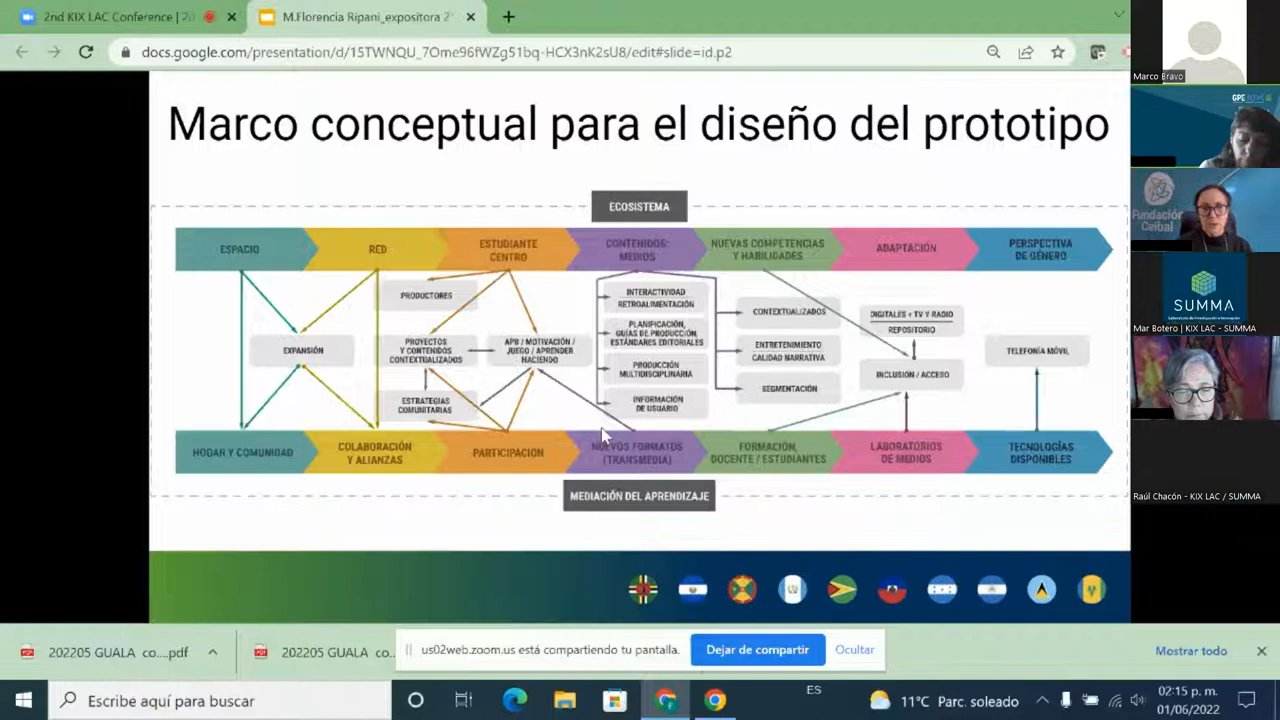 2nd KIX LAC Conference | 2
M.Florencia Ripani_expositora 2
docs.google.com/presentation/d/15TWNQU_7Ome96fWZg51bq-HCX3nK2sU8/edit#slide=id.p2
Marco conceptual para el diseño del prototipo
ECOSISTEMA
ESPACIO
RED
ESTUDIANTE
CENTRO
CONTENIDOS:
MEDIOS
NUEVAS COMPETENCIAS
Y HABILIDADES
ADAPTACIÓN
PERSPECTIVA
DE GÉNERO
PRODUCTORES
INTERACTIVIDAD
RETROALIMENTACIÓN
CONTEXTUALIZADOS
DIGITALES + TV Y RADIO
REPOSITORIO
EXPANSIÓN
PROYECTOS
Y CONTENIDOS
CONTEXTUALIZADOS
APB / MOTIVACIÓN /
JUEGO / APRENDER
HACIENDO
PLANIFICACIÓN,
GUÍAS DE PRODUCCIÓN,
ESTÁNDARES EDITORIALES
ENTRETENIMIENTO
CALIDAD NARRATIVA
TELEFONÍA MÓVIL
PRODUCCIÓN
MULTIDISCIPLINARIA
INCLUSIÓN / ACCESO
ESTRATEGIAS
COMUNITARIAS
INFORMACIÓN
DE USUARIO
SEGMENTACIÓN
HOGAR Y COMUNIDAD
COLABORACIÓN
Y ALIANZAS
PARTICIPACIÓN
NUEVOS FORMATOS
(TRANSMEDIA)
FORMACIÓN,
DOCENTE / ESTUDIANTES
LABORATORIOS
DE MEDIOS
TECNOLOGÍAS
DISPONIBLES
MEDIACIÓN DEL APRENDIZAJE
Marco Bravo
GPE
Fundación
Ceibal
SUMMA
Mar Botero | KIX LAC - SUMMA
Raúl Chacón - KIX LAC / SUMMA
202205 GUALA co....pdf
202205 GUALA co.
us02web.zoom.us está compartiendo tu pantalla.
Dejar de compartir
Ocultar
Mostrar todo
Escribe aquí para buscar
ES
11°C Parc. soleado
02:15 p. m.
01/06/2022